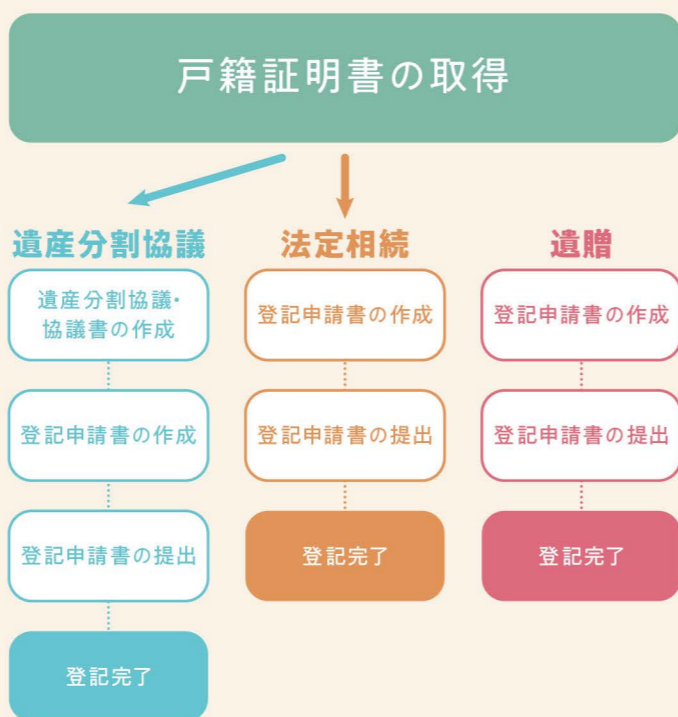 戸籍証明書の取得
遺産分割協議
遺産分割協議・
協議書の作成
登記申請書の作成
登記申請書の提出
登記完了
法定相続
登記申請書の作成
登記申請書の提出
登記完了
遺贈
登記申請書の作成
登記申請書の提出
登記完了